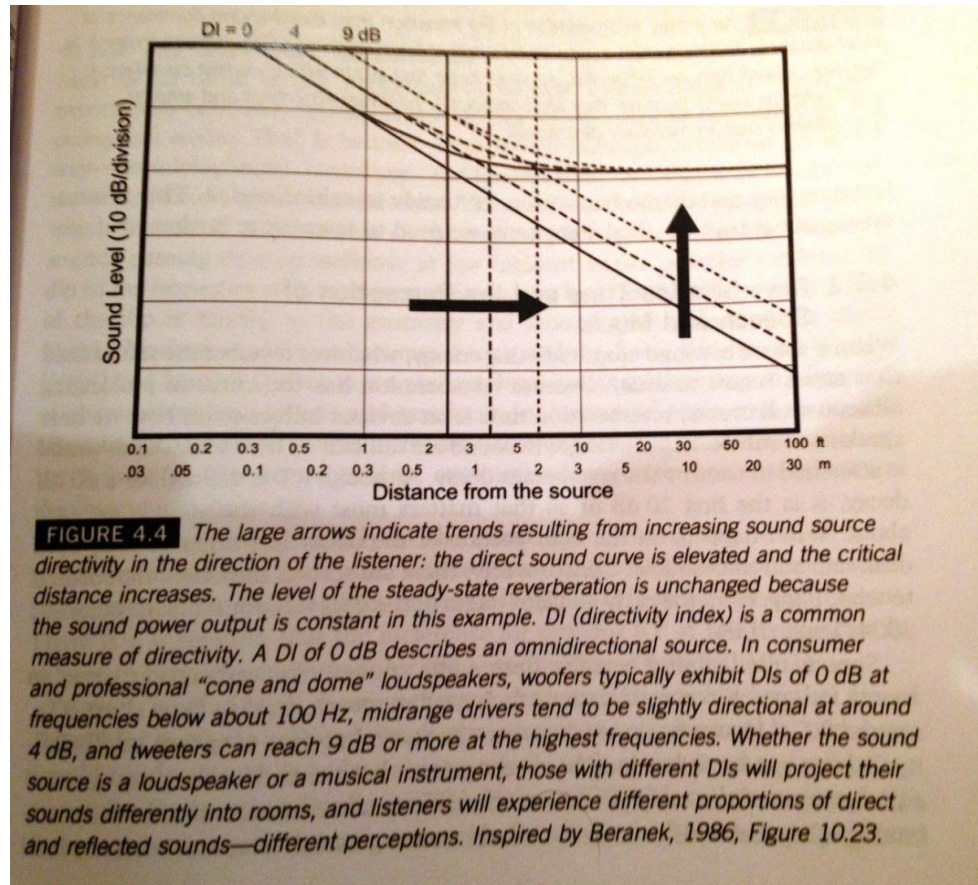 DI = 0 4 9 dB
Sound Level (10 dB/division)
0.1 0.2 0.3 0.5 1 2 3 5 10 20 30 50 100 ft
.03 .05 0.1 0.2 0.3 0.5 1 2 3 5 10 20 30 m
Distance from the source
FIGURE 4.4 The large arrows indicate trends resulting from increasing sound source
directivity in the direction of the listener: the direct sound curve is elevated and the critical
distance increases. The level of the steady-state reverberation is unchanged because
the sound power output is constant in this example. DI (directivity index) is a common
measure of directivity. A DI of 0 dB describes an omnidirectional source. In consumer
and professional “cone and dome” loudspeakers, woofers typically exhibit DIs of 0 dB at
frequencies below about 100 Hz, midrange drivers tend to be slightly directional at around
4 dB, and tweeters can reach 9 dB or more at the highest frequencies. Whether the sound
source is a loudspeaker or a musical instrument, those with different DIs will project their
sounds differently into rooms, and listeners will experience different proportions of direct
and reflected sounds—different perceptions. Inspired by Beranek, 1986, Figure 10.23.